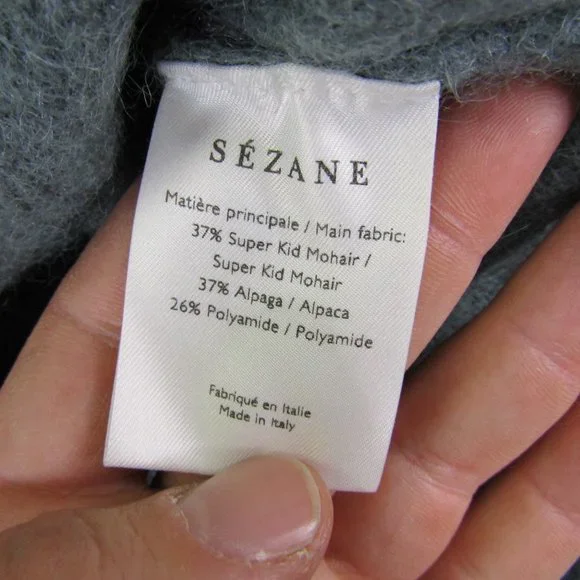 SÉZANE
Matière principale / Main fabric:
37% Super Kid Mohair /
Super Kid Mohair
37% Alpaga / Alpaca
26% Polyamide / Polyamide
Fabriqué en Italie
Made in Italy